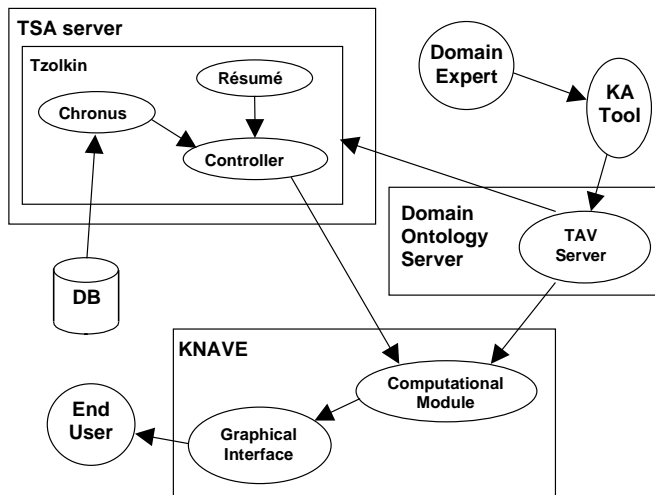 TSA server
Tzolkin
Résumé
Chronus
Controller
Domain
Expert
KA
Tool
Domain
Ontology
Server
TAV
Server
DB
KNAVE
Computational
Module
End
User
Graphical
Interface